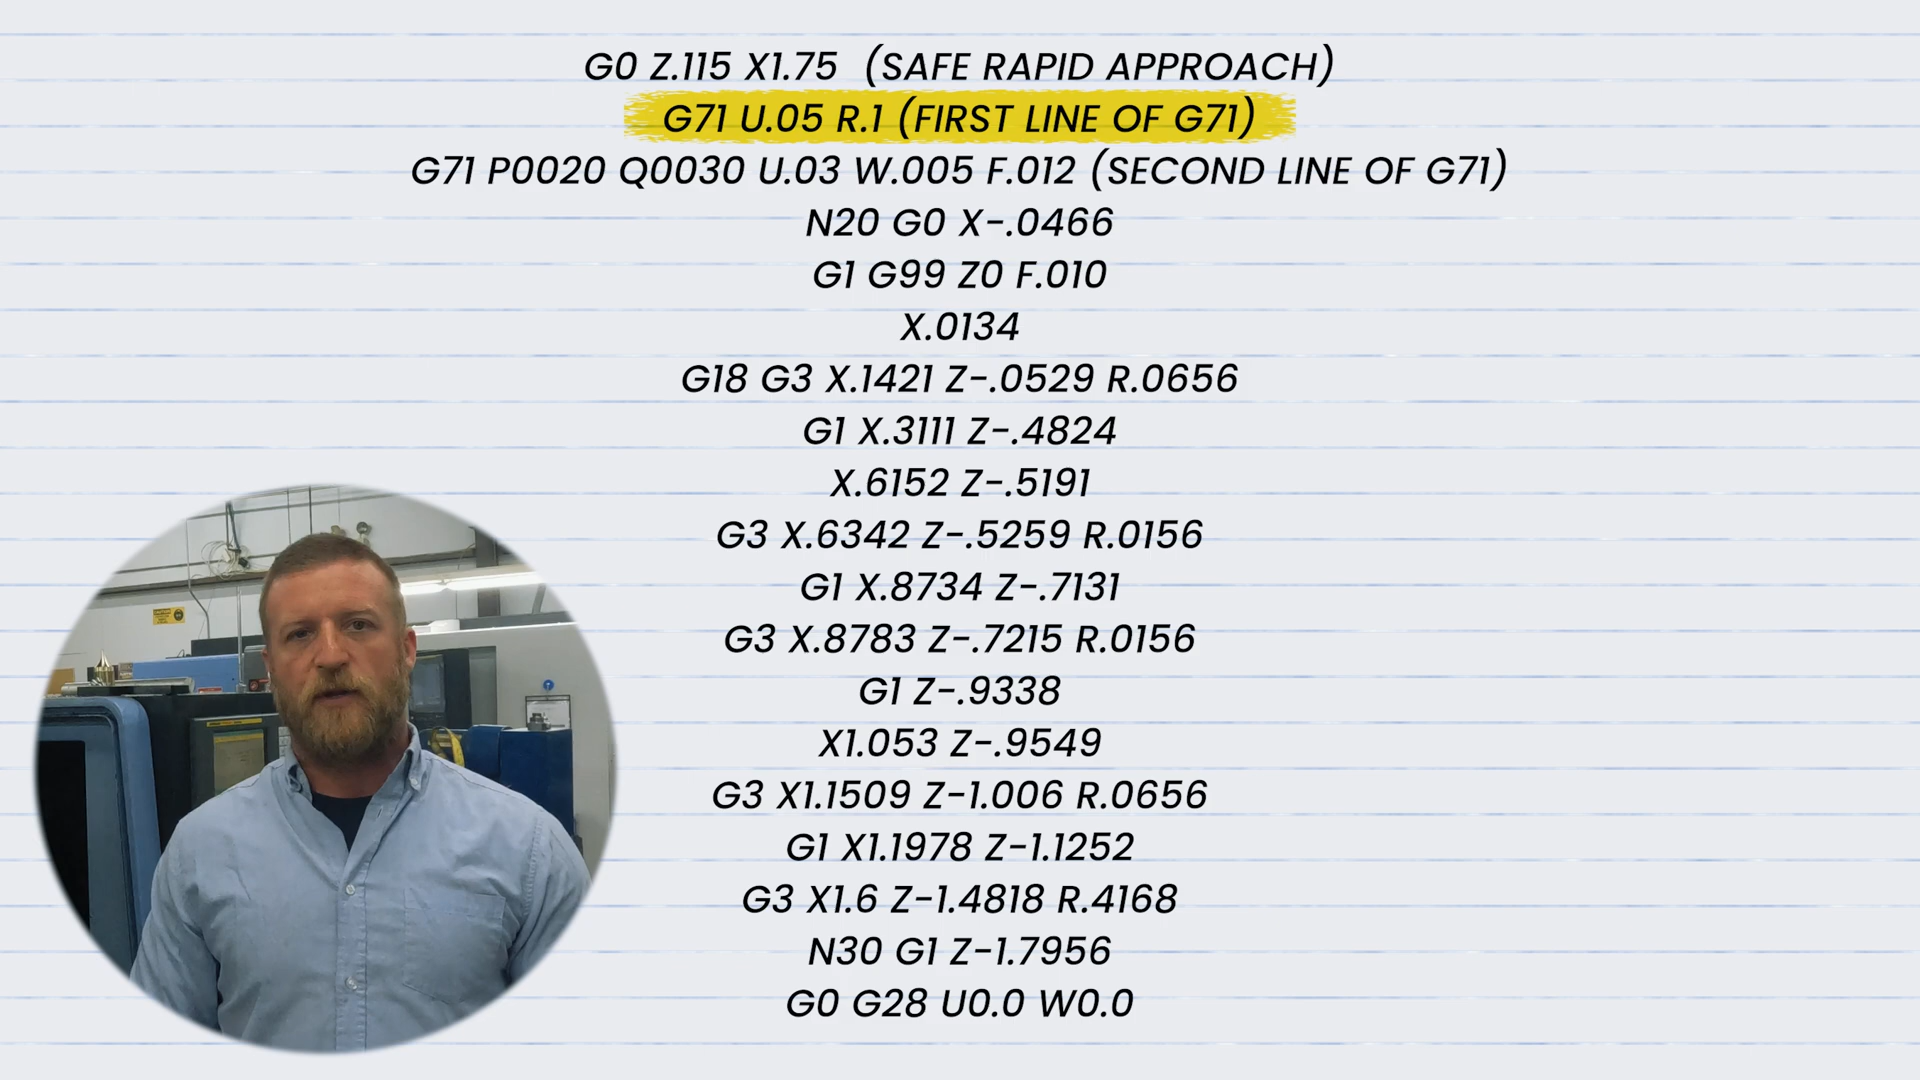 G0 Z.115 X1.75 (SAFE RAPID APPROACH)
G71 U.05 R.1 (FIRST LINE OF G71)
G71 P0020 Q0030 U.03 W.005 F.012 (SECOND LINE OF G71)
N20 G0 X-.0466
G1 G99 Z0 F.010
X.0134
G18 G3 X.1421 Z-.0529 R.0656
G1 X.3111 Z-.4824
X.6152 Z-.5191
G3 X.6342 Z-.5259 R.0156
G1 X.8734 Z-.7131
G3 X.8783 Z-.7215 R.0156
G1 Z-.9338
X1.053 Z-.9549
G3 X1.1509 Z-1.006 R.0656
G1 X1.1978 Z-1.1252
G3 X1.6 Z-1.4818 R.4168
N30 G1 Z-1.7956
G0 G28 U0.0 W0.0